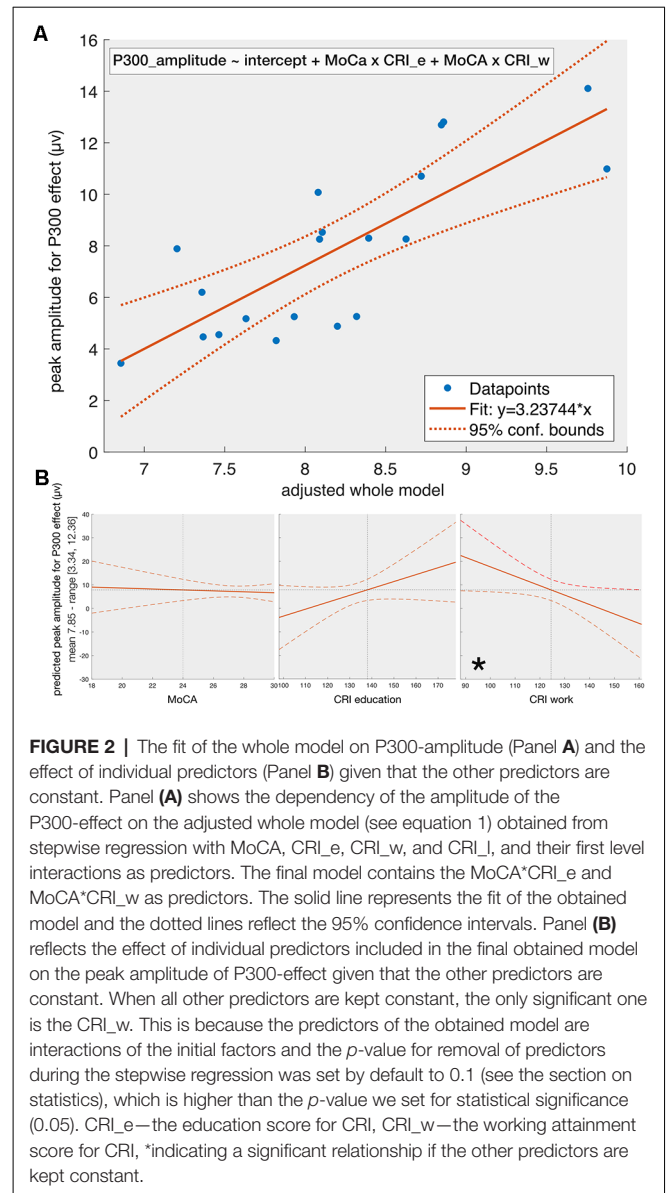 A
P300_amplitude ~ intercept + MoCa x CRI_e + MoCA x CRI_w
peak amplitude for P300 effect (μv)
16
14
12
10
8
6
4
2
0
Datapoints
Fit: y=3.23744*x
95% conf. bounds
7 7.5 8 8.5 9 9.5 10
adjusted whole model
B
predicted peak amplitude for P300 effect (μv)
mean 7.85 - range [3.34, 12.36]
40
30
20
10
0
-10
-20
-30
18 20 22 24 26 28 30
MoCA
100 110 120 130 140 150 160 170
CRI education
*
90 100 110 120 130 140 150 160
CRI work
FIGURE 2 | The fit of the whole model on P300-amplitude (Panel A) and the
effect of individual predictors (Panel B) given that the other predictors are
constant. Panel (A) shows the dependency of the amplitude of the
P300-effect on the adjusted whole model (see equation 1) obtained from
stepwise regression with MoCA, CRI_e, CRI_w, and CRI_l, and their first level
interactions as predictors. The final model contains the MoCA*CRI_e and
MoCA*CRI_w as predictors. The solid line represents the fit of the obtained
model and the dotted lines reflect the 95% confidence intervals. Panel (B)
reflects the effect of individual predictors included in the final obtained model
on the peak amplitude of P300-effect given that the other predictors are
constant. When all other predictors are kept constant, the only significant one
is the CRI_w. This is because the predictors of the obtained model are
interactions of the initial factors and the p-value for removal of predictors
during the stepwise regression was set by default to 0.1 (see the section on
statistics), which is higher than the p-value we set for statistical significance
(0.05). CRI_e—the education score for CRI, CRI_w—the working attainment
score for CRI, *indicating a significant relationship if the other predictors are
kept constant.